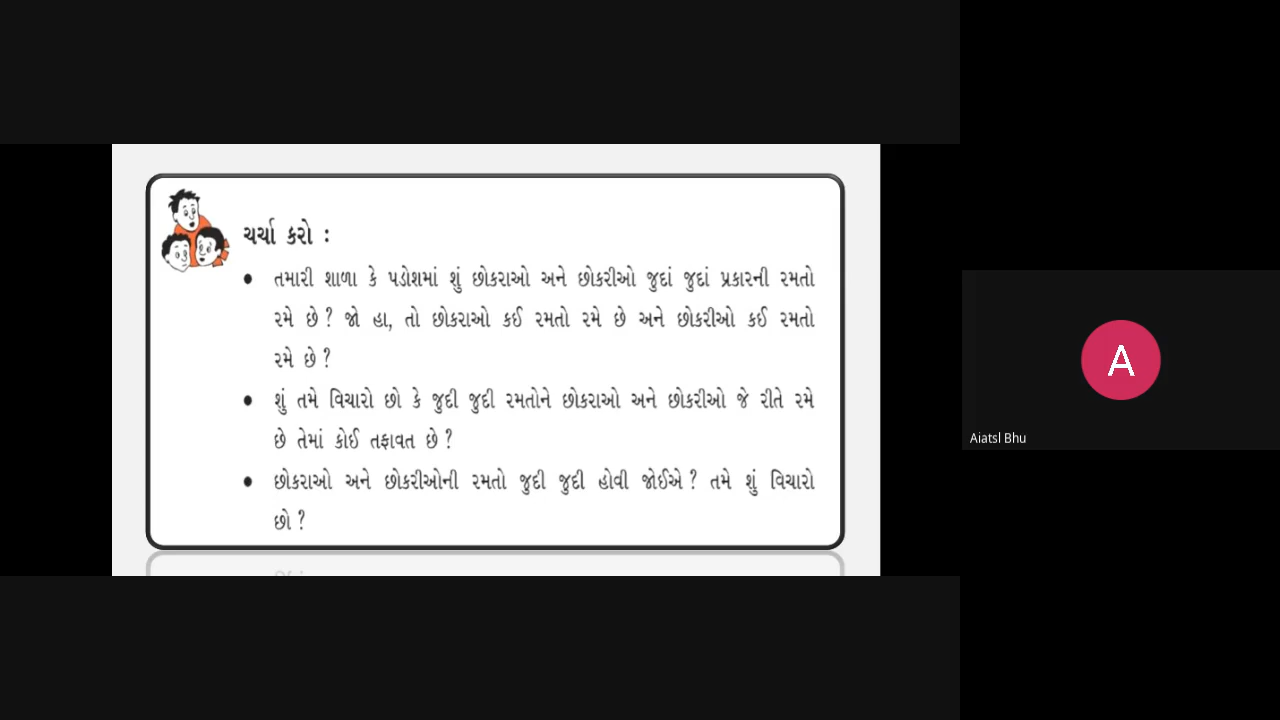 ચર્ચા કરો :
• તમારી શાળા કે પડોશમાં શું છોકરાઓ અને છોકરીઓ જુદાં જુદાં પ્રકારની રમતો
રમે છે ? જો હા, તો છોકરાઓ કઈ રમતો રમે છે અને છોકરીઓ કઈ રમતો
રમે છે ?
• શું તમે વિચારો છો કે જુદી જુદી રમતોને છોકરાઓ અને છોકરીઓ જે રીતે રમે
છે તેમાં કોઈ તફાવત છે ?
• છોકરાઓ અને છોકરીઓની રમતો જુદી જુદી હોવી જોઈએ ? તમે શું વિચારો
છો ?
A
Aiatsl Bhu